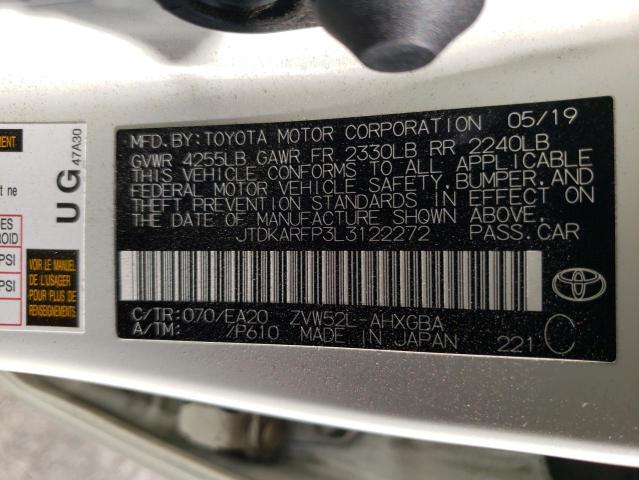 MFD. BY: TOYOTA MOTOR CORPORATION 05/19
GVWR 4255LB GAWR FR 2330LB RR 2240LB
THIS VEHICLE CONFORMS TO ALL APPLICABLE
FEDERAL MOTOR VEHICLE SAFETY, BUMPER, AND
THEFT PREVENTION STANDARDS IN EFFECT ON
THE DATE OF MANUFACTURE SHOWN ABOVE.
JTDKARFP3L3122272 PASS. CAR
C/TR: 070/EA20 ZVW52L-AHXGBA
A/TM: /P610 MADE IN JAPAN 221 C
UG
47A30
t ne
PSI
PSI
VOIR LE MANUEL
DE L'USAGER
POUR PLUS DE
RENSEIGNEMENTS